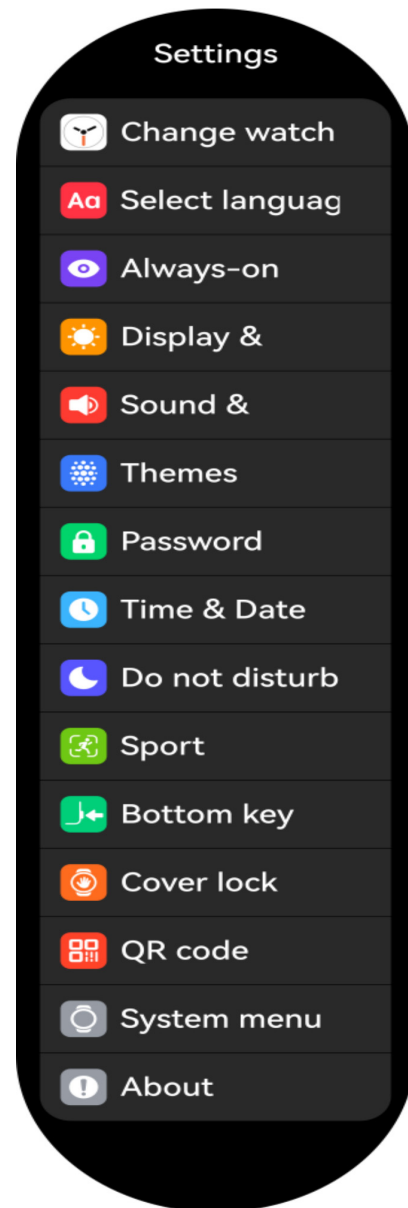 Settings
Change watch
Aa
Select languag
Always-on
Display &
Sound &
Themes
Password
Time & Date
Do not disturb
Sport
Bottom key
Cover lock
QR code
System menu
About